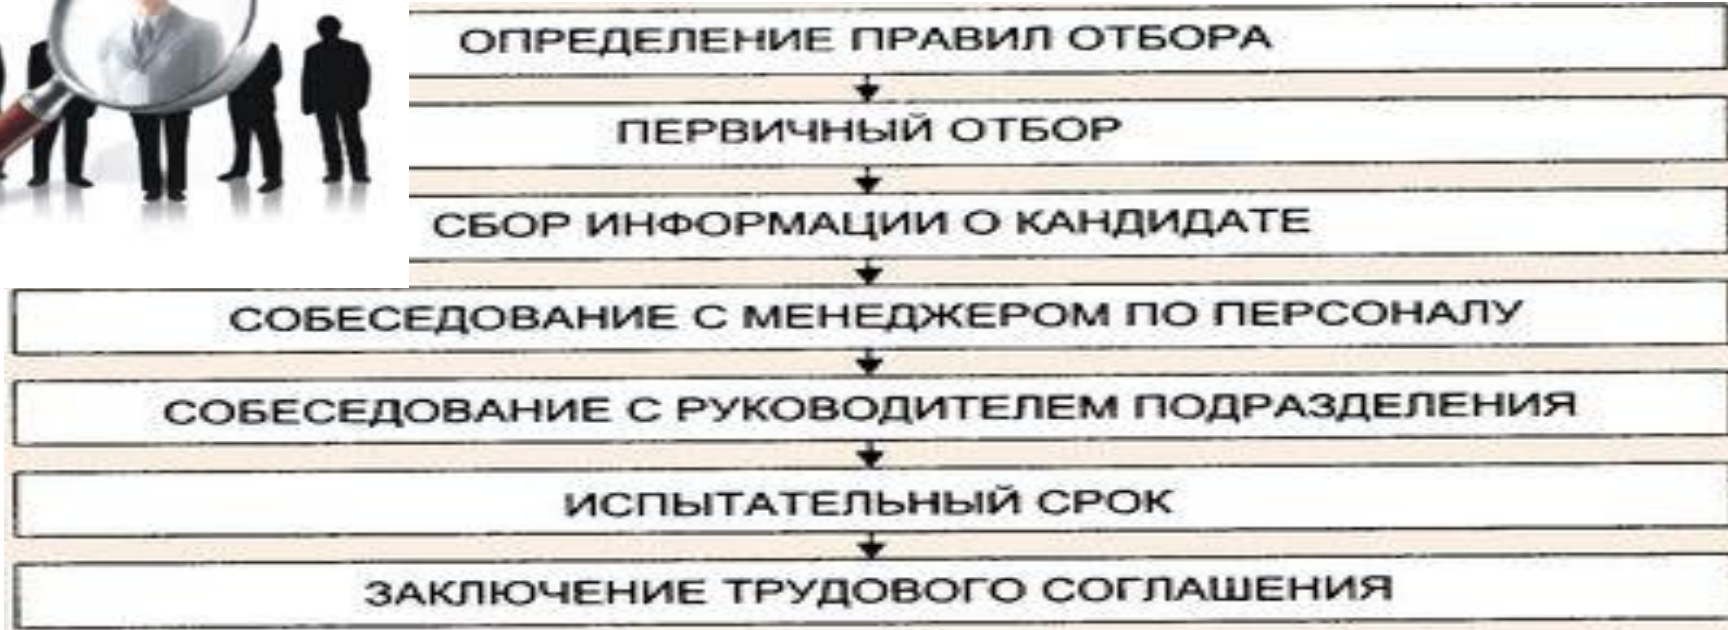 ОПРЕДЕЛЕНИЕ ПРАВИЛ ОТБОРА
ПЕРВИЧНЫЙ ОТБОР
СБОР ИНФОРМАЦИИ О КАНДИДАТЕ
СОБЕСЕДОВАНИЕ С МЕНЕДЖЕРОМ ПО ПЕРСОНАЛУ
СОБЕСЕДОВАНИЕ С РУКОВОДИТЕЛЕМ ПОДРАЗДЕЛЕНИЯ
ИСПЫТАТЕЛЬНЫЙ СРОК
ЗАКЛЮЧЕНИЕ ТРУДОВОГО СОГЛАШЕНИЯ